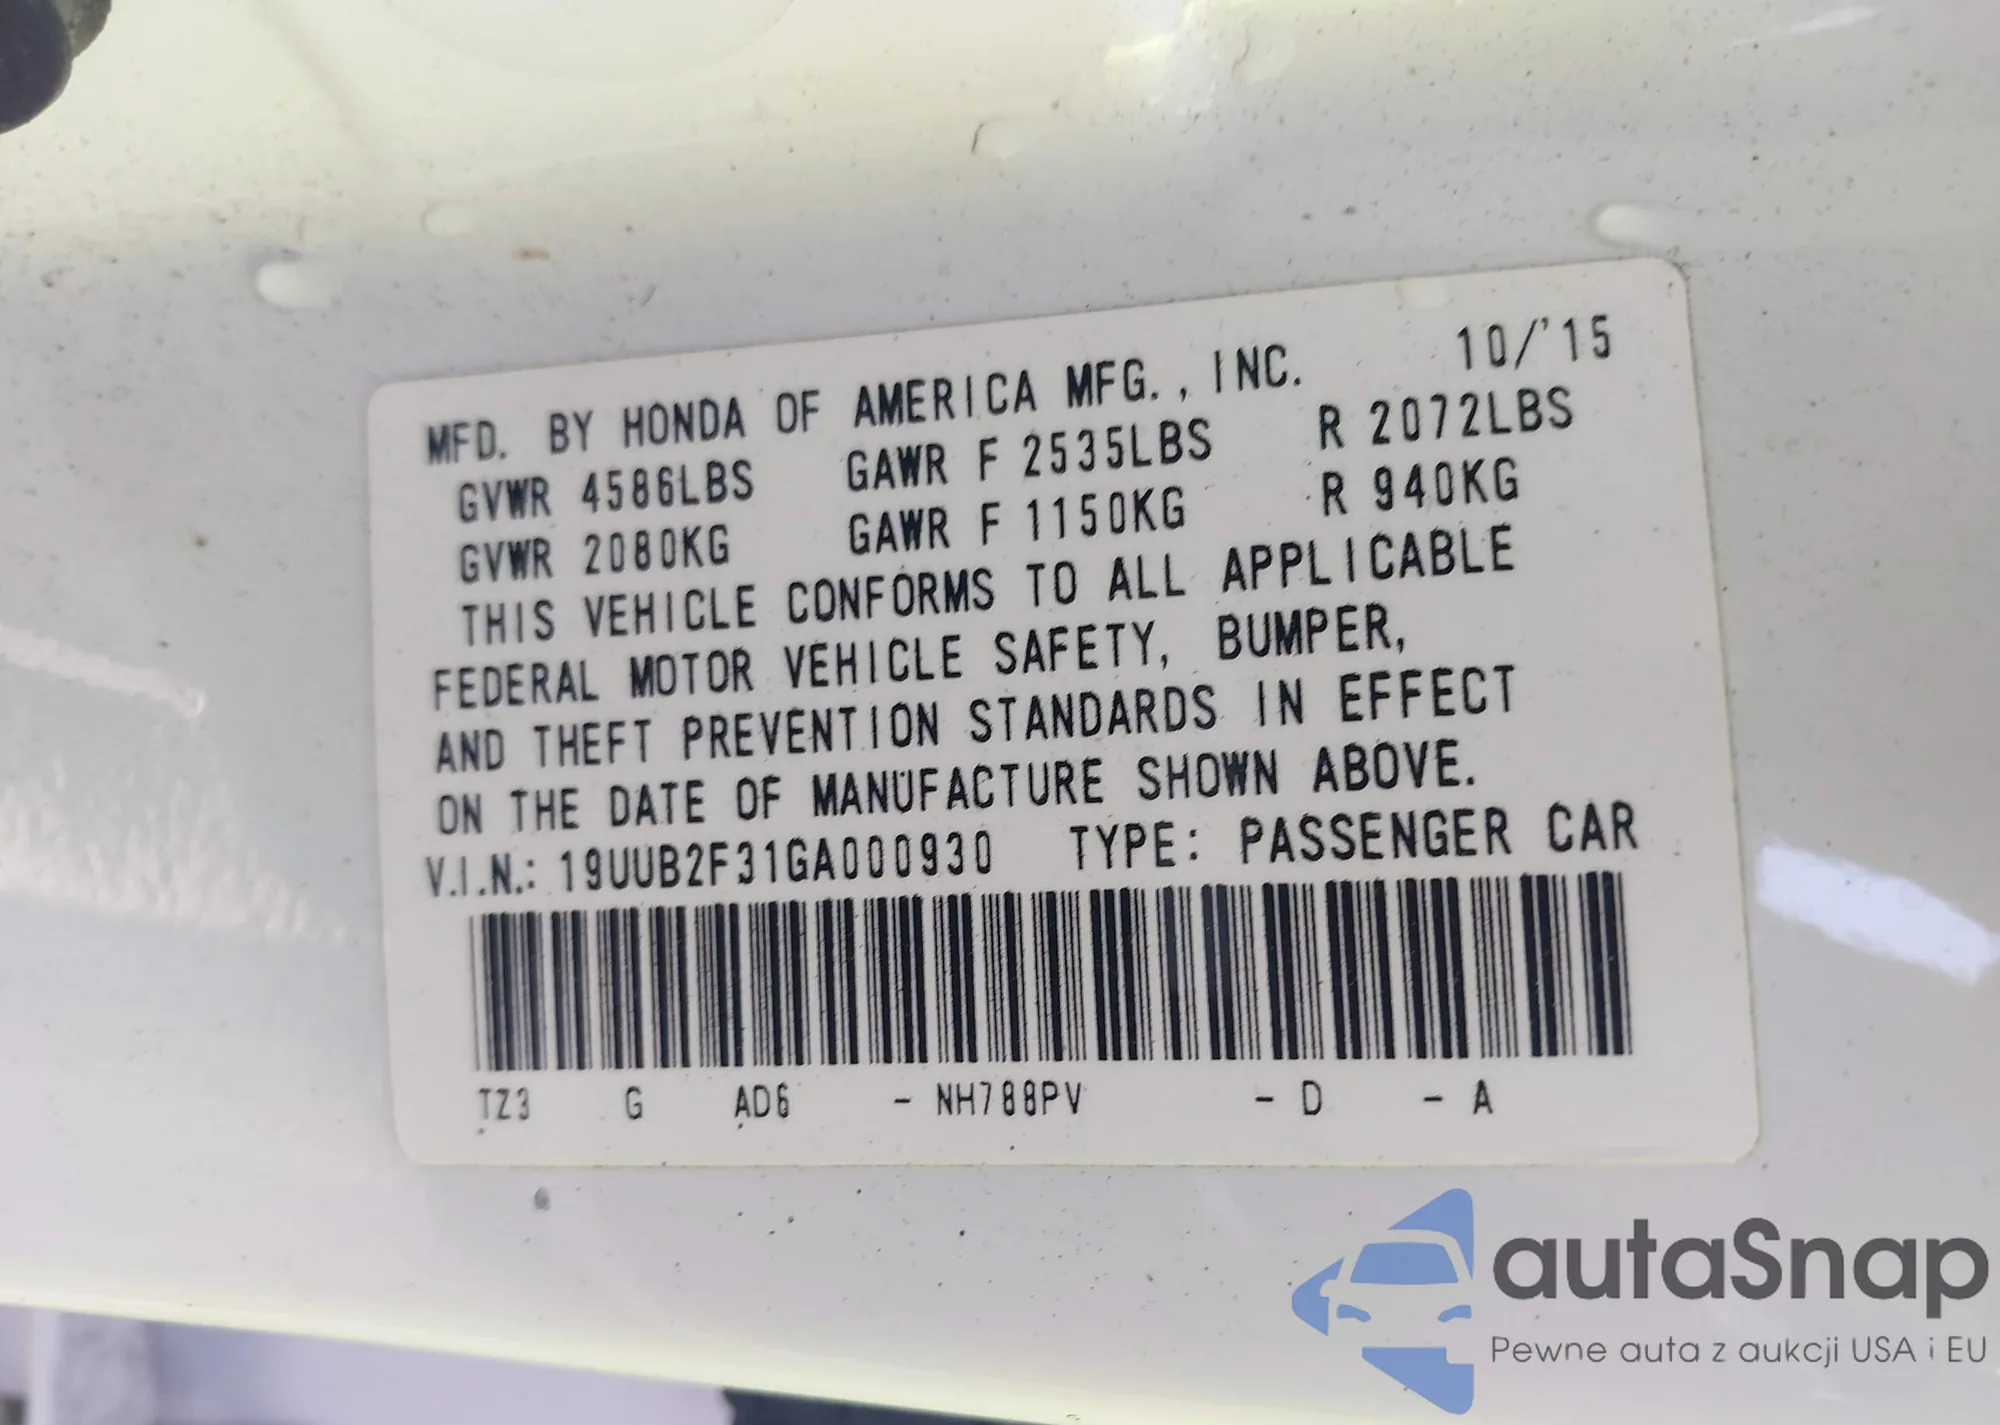 MFD. BY HONDA OF AMERICA MFG., INC. 10/'15
GVWR 4586LBS GAWR F 2535LBS R 2072LBS
GVWR 2080KG GAWR F 1150KG R 940KG
THIS VEHICLE CONFORMS TO ALL APPLICABLE
FEDERAL MOTOR VEHICLE SAFETY, BUMPER,
AND THEFT PREVENTION STANDARDS IN EFFECT
ON THE DATE OF MANUFACTURE SHOWN ABOVE.
V.I.N.: 19UUB2F31GA000930 TYPE: PASSENGER CAR
TZ3 G AD6 - NH788PV - D - A
autaSnap
Pewne auta z aukcji USA i EU